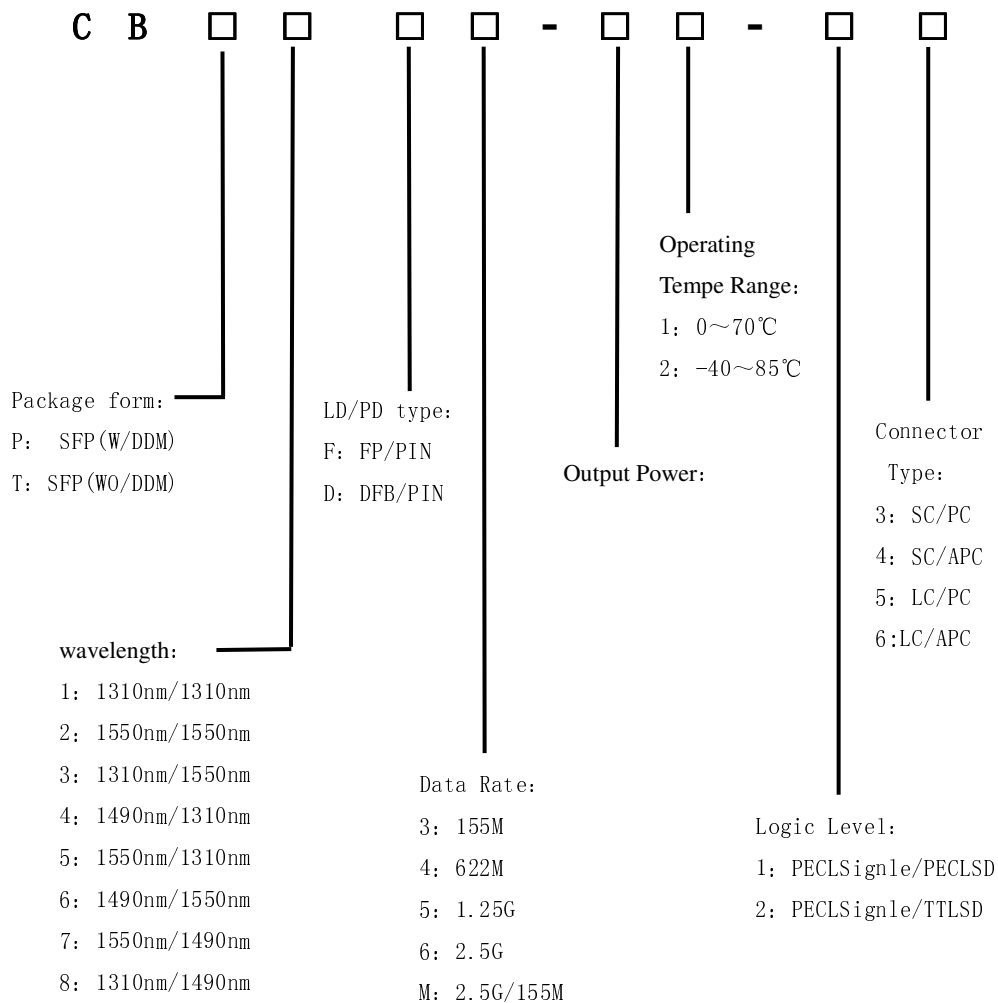 C B □ □ □ □ - □ □ - □ □
Operating
Tempe Range：
1：0～70℃
2：-40～85℃
Package form：
P： SFP(W/DDM)
T：SFP(WO/DDM)
LD/PD type：
F：FP/PIN
D：DFB/PIN
Output Power：
Connector
Type：
3：SC/PC
4：SC/APC
5：LC/PC
6:LC/APC
wavelength：
1：1310nm/1310nm
2：1550nm/1550nm
3：1310nm/1550nm
4：1490nm/1310nm
5：1550nm/1310nm
6：1490nm/1550nm
7：1550nm/1490nm
8：1310nm/1490nm
Data Rate：
3：155M
4：622M
5：1.25G
6：2.5G
M：2.5G/155M
Logic Level：
1：PECLSignle/PECLSD
2：PECLSignle/TTLSD